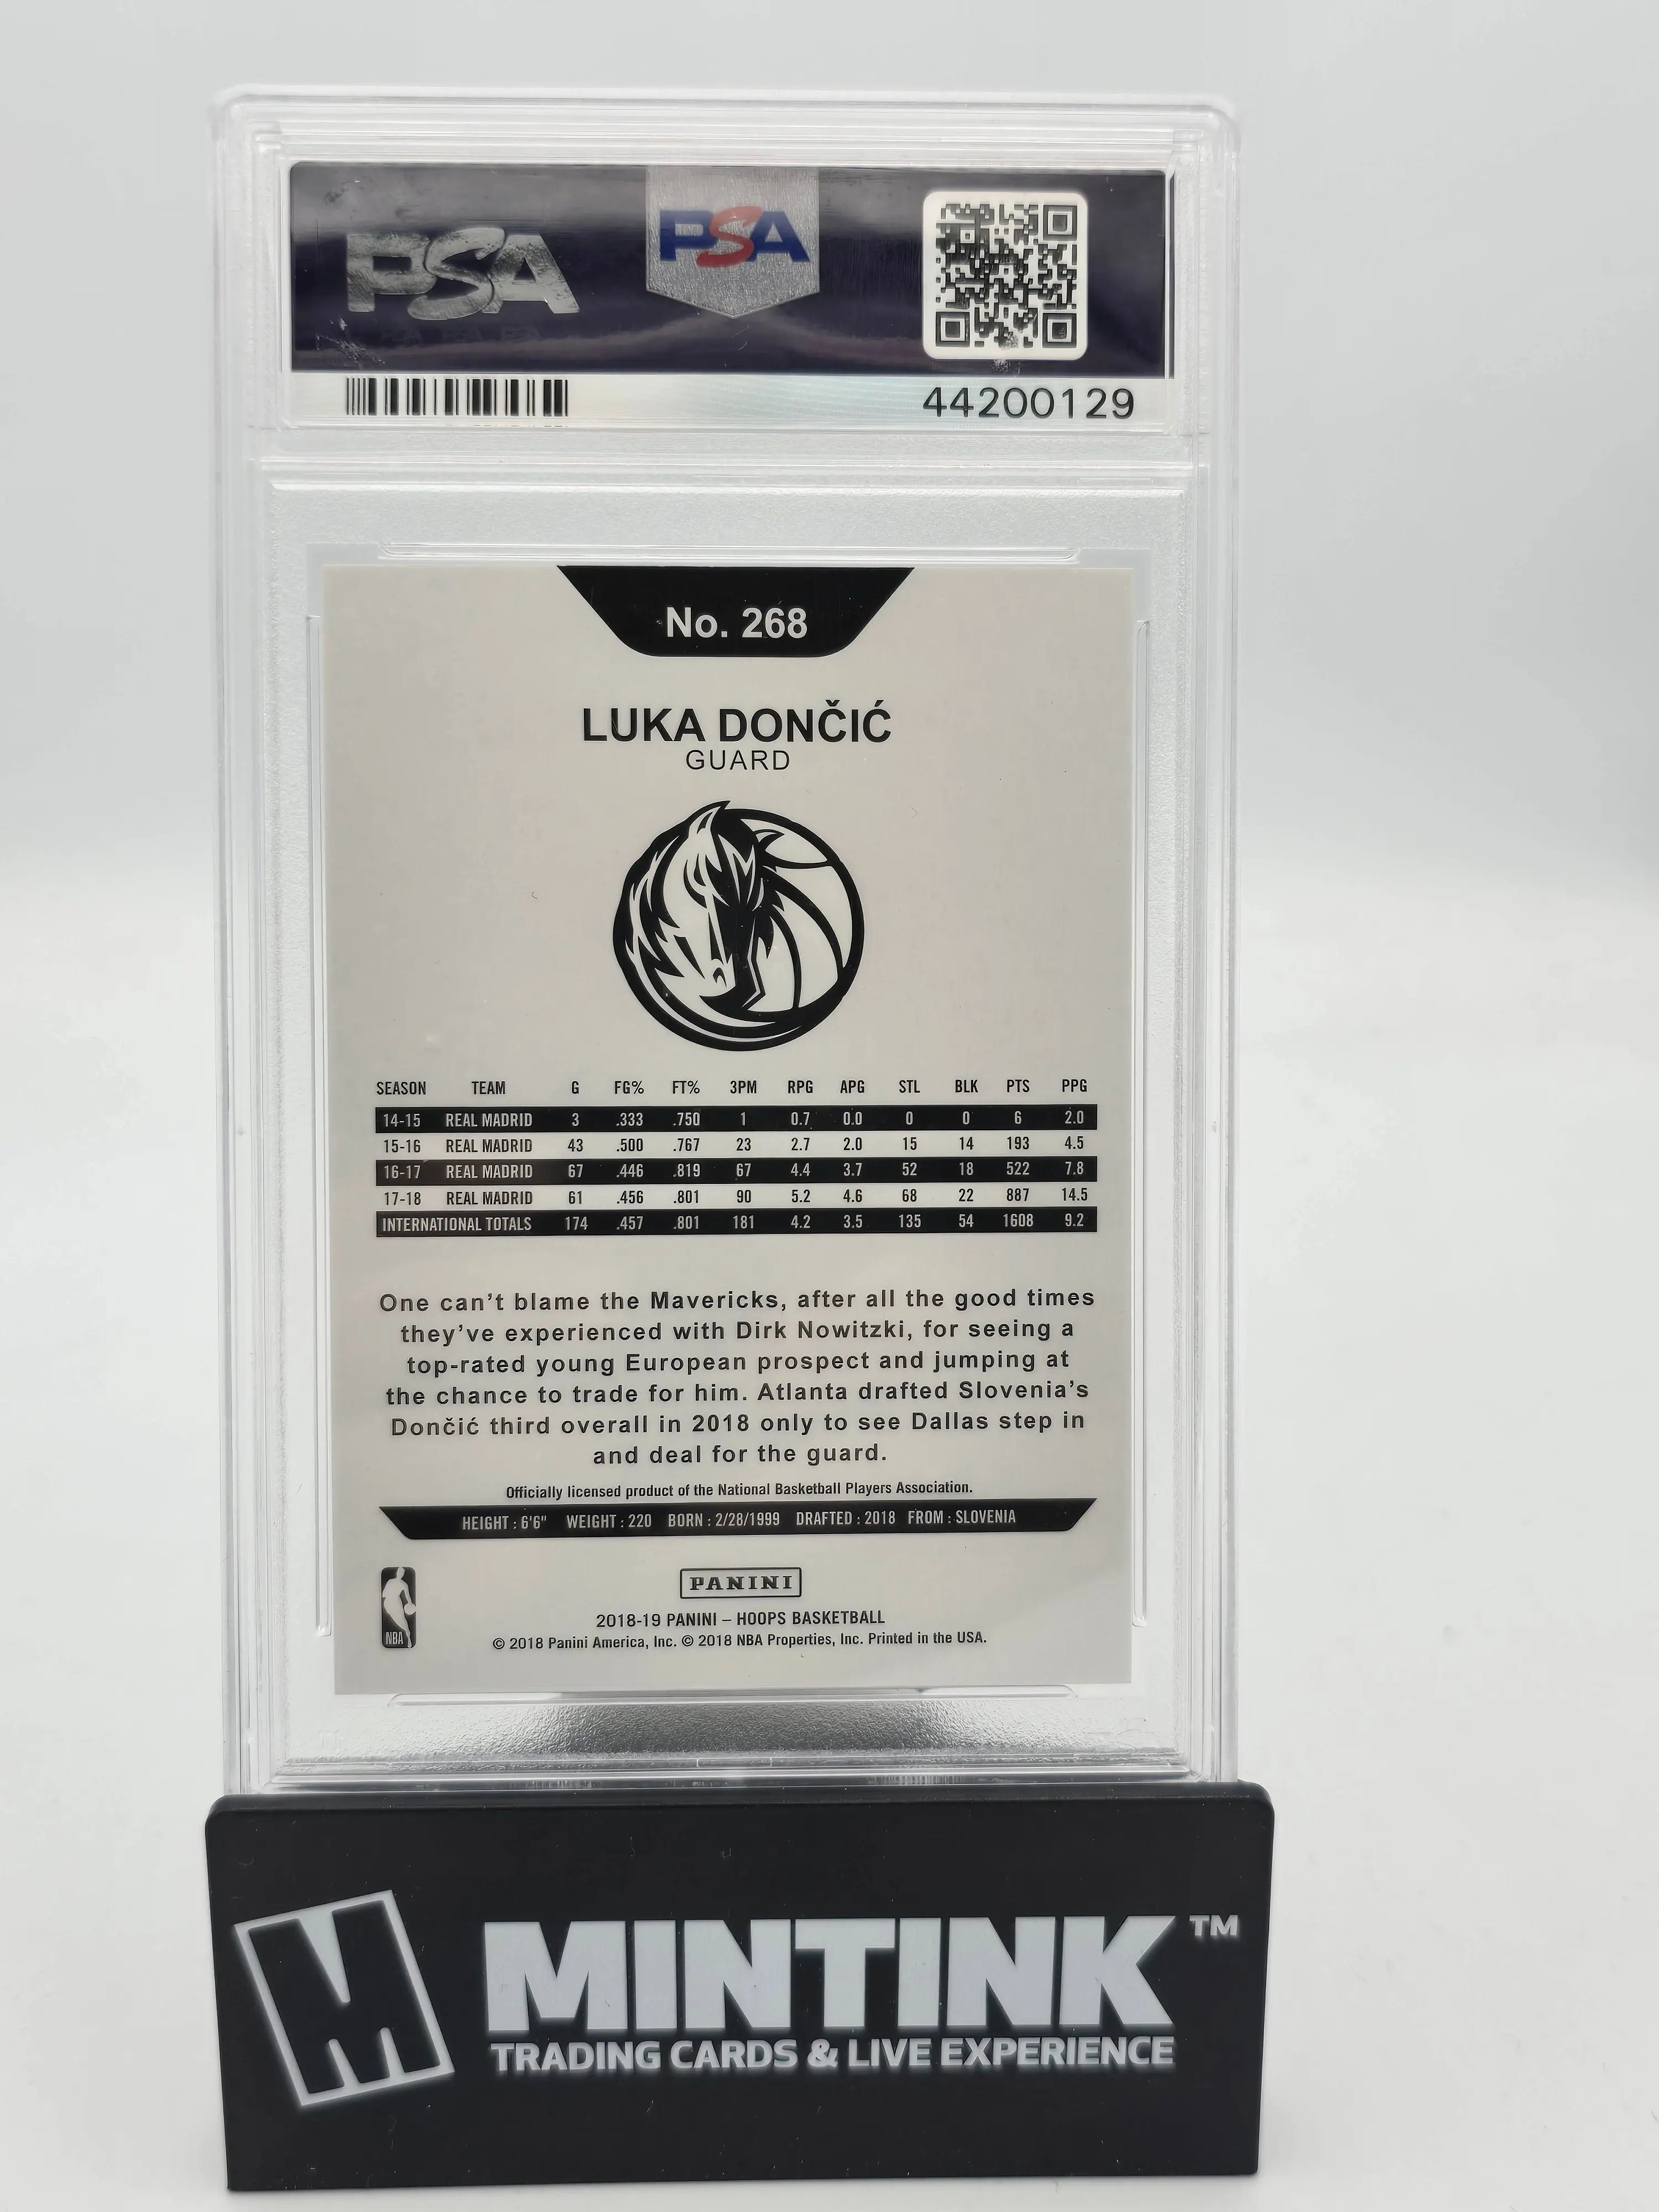 PSA PSA
44200129
No. 268
LUKA DONČIĆ
GUARD
SEASON TEAM G FG% FT% 3PM RPG APG STL BLK PTS PPG
14-15 REAL MADRID 3 .333 .750 1 0.7 0.0 0 0 6 2.0
15-16 REAL MADRID 43 .500 .767 23 2.7 2.0 15 14 193 4.5
16-17 REAL MADRID 67 .446 .819 67 4.4 3.7 52 18 522 7.8
17-18 REAL MADRID 61 .456 .801 90 5.2 4.6 68 22 887 14.5
INTERNATIONAL TOTALS 174 .457 .801 181 4.2 3.5 135 54 1608 9.2
One can't blame the Mavericks, after all the good times
they've experienced with Dirk Nowitzki, for seeing a
top-rated young European prospect and jumping at
the chance to trade for him. Atlanta drafted Slovenia's
Dončić third overall in 2018 only to see Dallas step in
and deal for the guard.
Officially licensed product of the National Basketball Players Association.
HEIGHT : 6'6" WEIGHT : 220 BORN : 2/28/1999 DRAFTED : 2018 FROM : SLOVENIA
NBA
PANINI
2018-19 PANINI – HOOPS BASKETBALL
© 2018 Panini America, Inc. © 2018 NBA Properties, Inc. Printed in the USA.
M MINTINK™
TRADING CARDS & LIVE EXPERIENCE